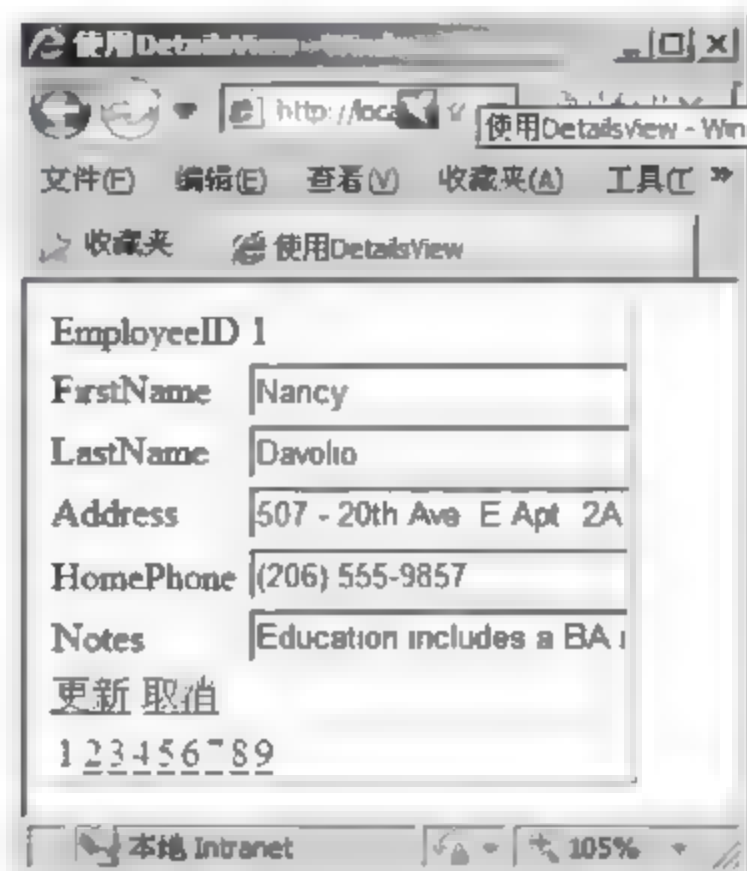 使用DetailsView - Windows
http://loca
使用Detailsview - Win
文件(F) 编辑(E) 查看(V) 收藏夹(A) 工具(T »
收藏夹 使用DetailsView
EmployeeID 1
FirstName Nancy
LastName Davolio
Address 507 - 20th Ave E Apt 2A
HomePhone (206) 555-9857
Notes Education includes a BA i
更新 取消
1 2 3 4 5 6 7 8 9
本地 Intranet 105%